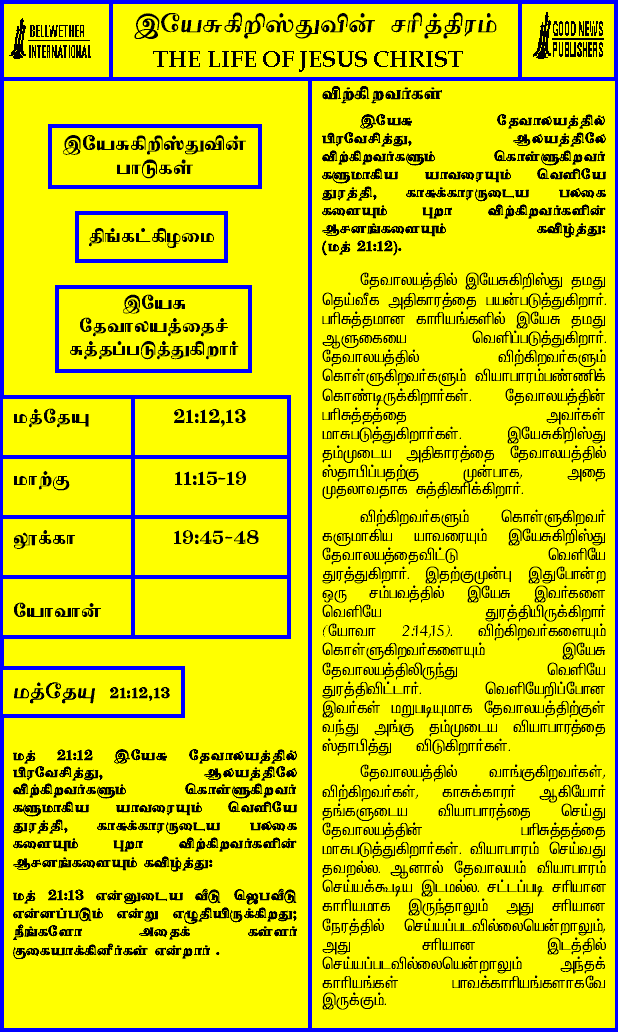 BELLWETHER
INTERNATIONAL
இயேசுகிறிஸ்துவின் சரித்திரம்
THE LIFE OF JESUS CHRIST
GOOD NEWS
PUBLISHERS
இயேசுகிறிஸ்துவின்
பாடுகள்
திங்கட்கிழமை
இயேசு
தேவாலயத்தைச்
சுத்தப்படுத்துகிறார்
மத்தேயு 21:12,13
மாற்கு 11:15-19
லூக்கா 19:45-48
யோவான்
மத்தேயு 21:12,13
மத் 21:12 இயேசு தேவாலயத்தில்
பிரவேசித்து, ஆலயத்திலே
விற்கிறவர்களும் கொள்ளுகிறவர்
களுமாகிய யாவரையும் வெளியே
துரத்தி, காசுக்காரருடைய பலகை
களையும் புறா விற்கிறவர்களின்
ஆசனங்களையும் கவிழ்த்து:
மத் 21:13 என்னுடைய வீடு ஜெபவீடு
என்னப்படும் என்று எழுதியிருக்கிறது;
நீங்களோ அதைக் கள்ளர்
குகையாக்கினீர்கள் என்றார் .
விற்கிறவர்கள்
இயேசு தேவாலயத்தில்
பிரவேசித்து, ஆலயத்திலே
விற்கிறவர்களும் கொள்ளுகிறவர்
களுமாகிய யாவரையும் வெளியே
துரத்தி, காசுக்காரருடைய பலகை
களையும் புறா விற்கிறவர்களின்
ஆசனங்களையும் கவிழ்த்து:
(மத் 21:12).
தேவாலயத்தில் இயேசுகிறிஸ்து தமது
தெய்வீக அதிகாரத்தை பயன்படுத்துகிறார்.
பரிசுத்தமான காரியங்களில் இயேசு தமது
ஆளுகையை வெளிப்படுத்துகிறார்.
தேவாலயத்தில் விற்கிறவர்களும்
கொள்ளுகிறவர்களும் வியாபாரம்பண்ணிக்
கொண்டிருக்கிறார்கள். தேவாலயத்தின்
பரிசுத்தத்தை அவர்கள்
மாசுபடுத்துகிறார்கள். இயேசுகிறிஸ்து
தம்முடைய அதிகாரத்தை தேவாலயத்தில்
ஸ்தாபிப்பதற்கு முன்பாக, அதை
முதலாவதாக சுத்திகரிக்கிறார்.
விற்கிறவர்களும் கொள்ளுகிறவர்
களுமாகிய யாவரையும் இயேசுகிறிஸ்து
தேவாலயத்தைவிட்டு வெளியே
துரத்துகிறார். இதற்குமுன்பு இதுபோன்ற
ஒரு சம்பவத்தில் இயேசு இவர்களை
வெளியே துரத்தியிருக்கிறார்
(யோவா 2:14,15). விற்கிறவர்களையும்
கொள்ளுகிறவர்களையும் இயேசு
தேவாலயத்திலிருந்து வெளியே
துரத்திவிட்டார். வெளியேறிப்போன
இவர்கள் மறுபடியுமாக தேவாலயத்திற்குள்
வந்து அங்கு தம்முடைய வியாபாரத்தை
ஸ்தாபித்து விடுகிறார்கள்.
தேவாலயத்தில் வாங்குகிறவர்கள்,
விற்கிறவர்கள், காசுக்காரர் ஆகியோர்
தங்களுடைய வியாபாரத்தை செய்து
தேவாலயத்தின் பரிசுத்தத்தை
மாசுபடுத்துகிறார்கள். வியாபாரம் செய்வது
தவறல்ல. ஆனால் தேவாலயம் வியாபாரம்
செய்யக்கூடிய இடமல்ல. சட்டப்படி சரியான
காரியமாக இருந்தாலும் அது சரியான
நேரத்தில் செய்யப்படவில்லையென்றாலும்,
அது சரியான இடத்தில்
செய்யப்படவில்லையென்றாலும் அந்தக்
காரியங்கள் பாவக்காரியங்களாகவே
இருக்கும்.